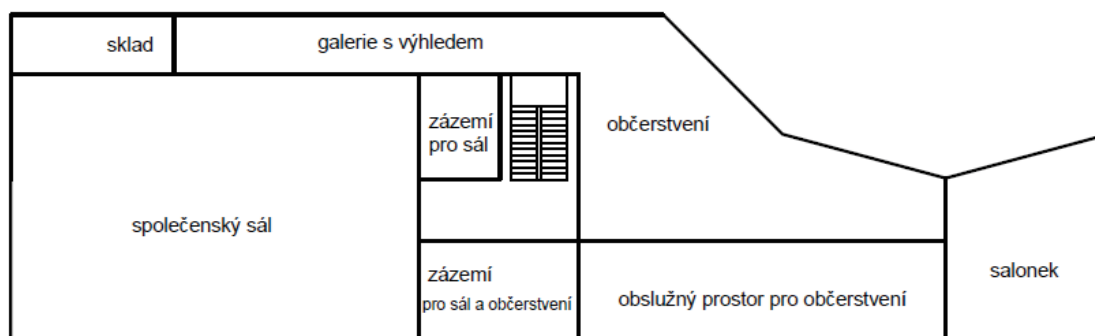 sklad
galerie s výhledem
zázemí
pro sál
občerstvení
společenský sál
zázemí
pro sál a občerstvení
obslužný prostor pro občerstvení
salonek